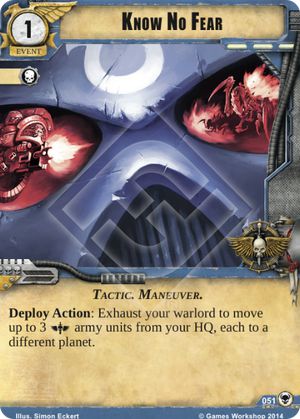 1
KNOW NO FEAR
EVENT
TACTIC. MANEUVER.
Deploy Action: Exhaust your warlord to move
up to 3 army units from your HQ, each to a
different planet.
051
Illus. Simon Eckert
© Games Workshop 2014